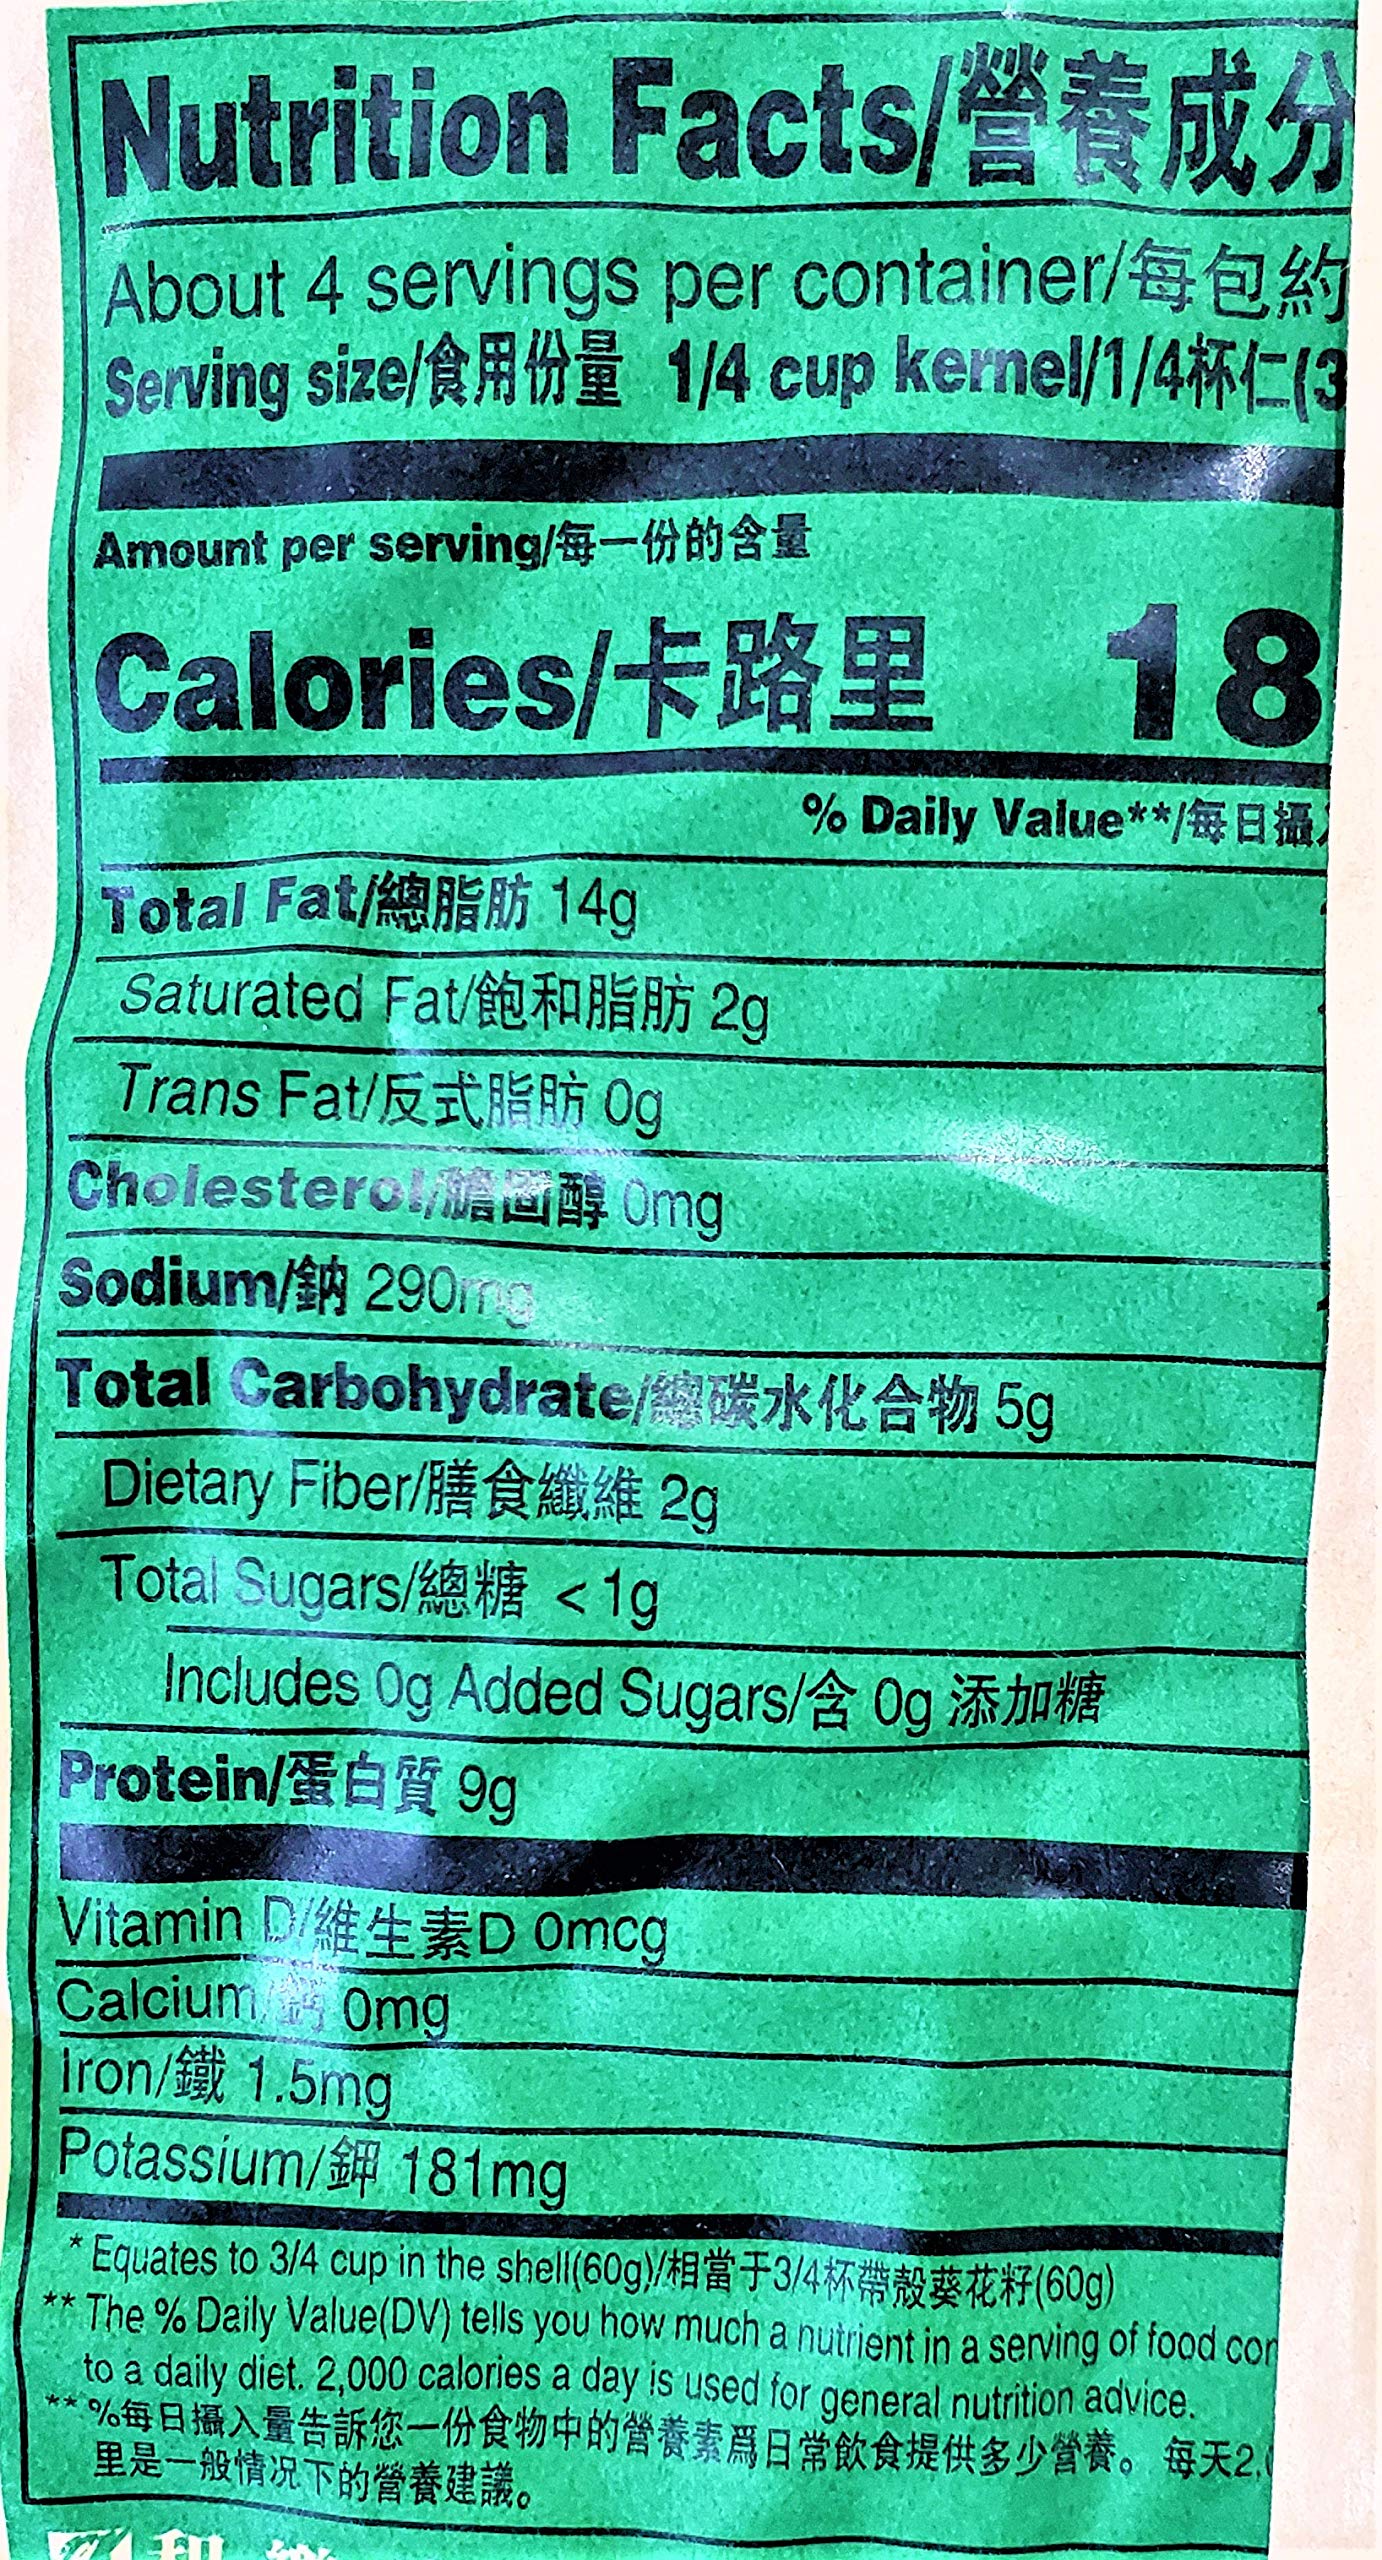 Nutrition Facts/營養成分
About 4 servings per container/每包約
Serving size/食用份量 1/4 cup kernel/1/4杯仁(3
Amount per serving/每一份的含量
Calories/卡路里 18
% Daily Value**/每日攝
Total Fat/總脂肪 14g
Saturated Fat/飽和脂肪 2g
Trans Fat/反式脂肪 0g
Cholesterol/膽固醇 0mg
Sodium/鈉 290mg
Total Carbohydrate/總碳水化合物 5g
Dietary Fiber/膳食纖維 2g
Total Sugars/總糖 <1g
Includes 0g Added Sugars/含 0g 添加糖
Protein/蛋白質 9g
Vitamin D/維生素D 0mcg
Calcium/鈣 0mg
Iron/鐵 1.5mg
Potassium/鉀 181mg
* Equates to 3/4 cup in the shell(60g)/相當于3/4杯帶殼葵花籽(60g)
** The % Daily Value(DV) tells you how much a nutrient in a serving of food con
to a daily diet. 2,000 calories a day is used for general nutrition advice.
** %每日攝入量告訴您一份食物中的營養素爲日常飲食提供多少營養。每天2,
里是一般情况下的營養建議。